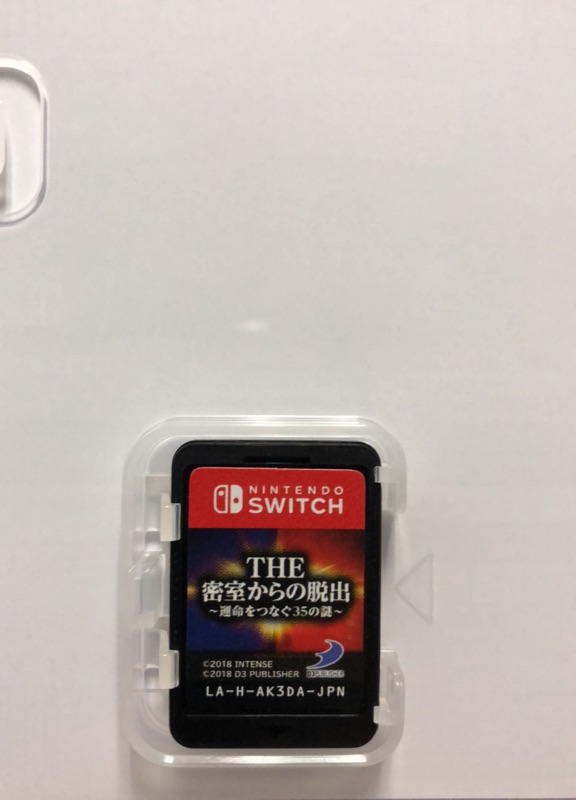 NINTENDO
SWITCH
THE
密室からの脱出
~運命をつなぐ35の謎~
©2018 INTENSE
©2018 D3 PUBLISHER
D3PUBLISHER
LA-H-AK3DA-JPN